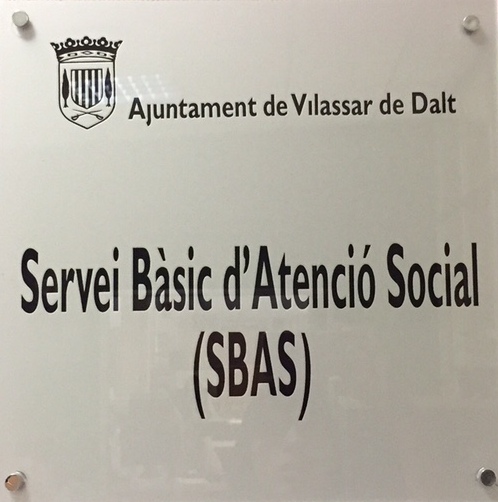 Ajuntament de Vilassar de Dalt
Servei Bàsic d'Atenció Social
(SBAS)